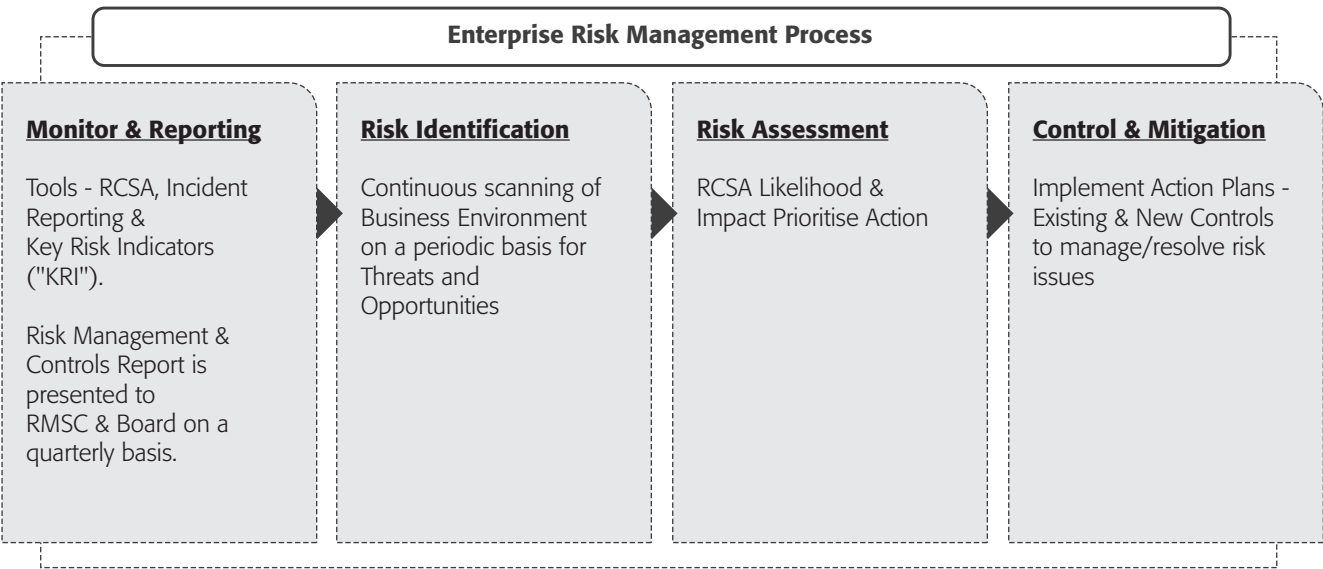 Enterprise Risk Management Process
Monitor & Reporting
Tools - RCSA, Incident
Reporting &
Key Risk Indicators
("KRI").
Risk Management &
Controls Report is
presented to
RMSC & Board on a
quarterly basis.
Risk Identification
Continuous scanning of
Business Environment
on a periodic basis for
Threats and
Opportunities
Risk Assessment
RCSA Likelihood &
Impact Prioritise Action
Control & Mitigation
Implement Action Plans -
Existing & New Controls
to manage/resolve risk
issues